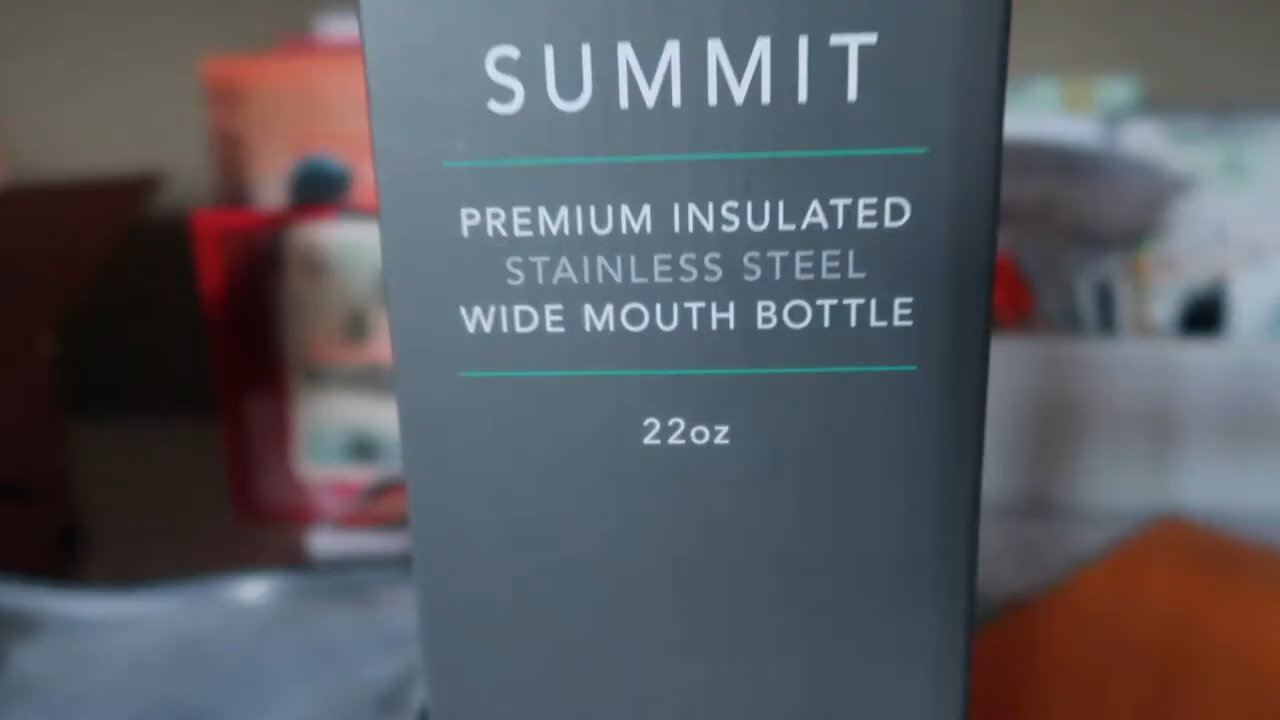 SUMMIT
PREMIUM INSULATED
STAINLESS STEEL
WIDE MOUTH BOTTLE
22oz